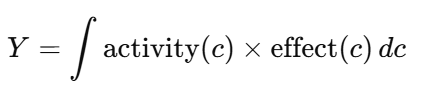 Y = ∫ activity(c) × effect(c) dc